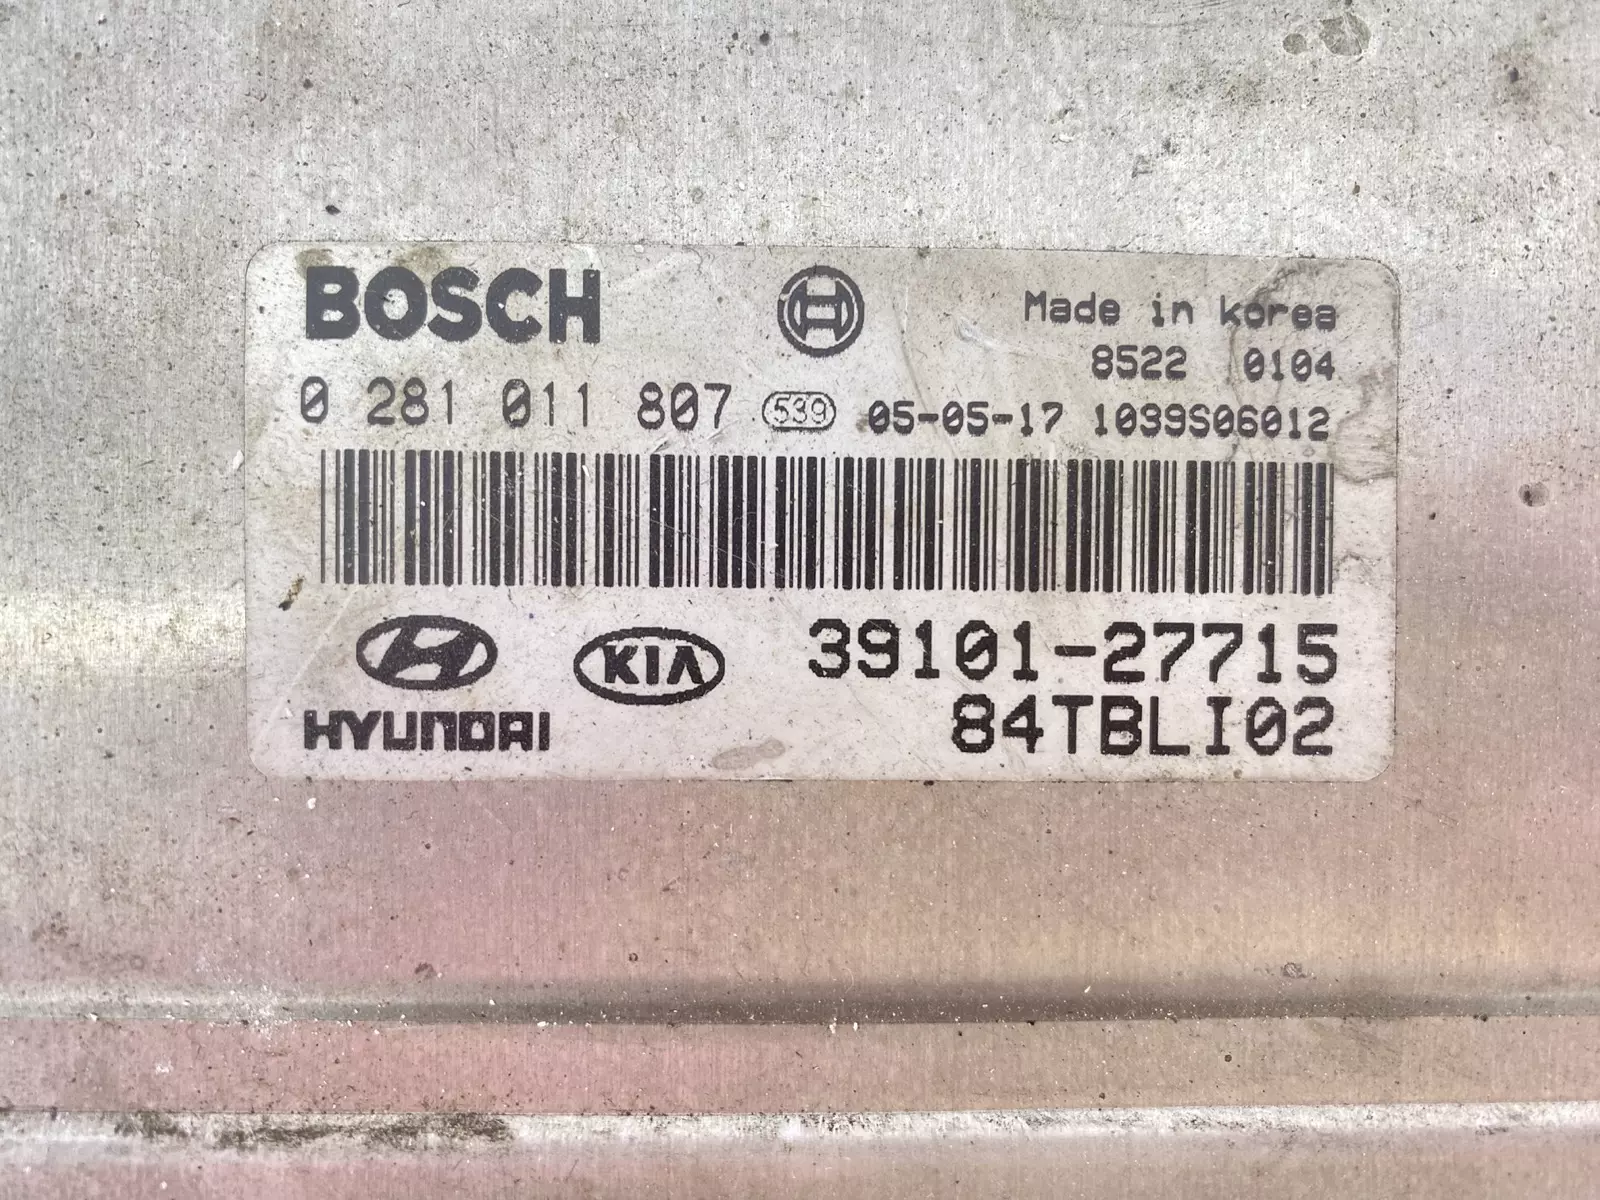 BOSCH
Made in korea
8522 0104
0 281 011 807 539 05-05-17 1039S06012
KIA 39101-27715
HYUNDAI 84TBLI02